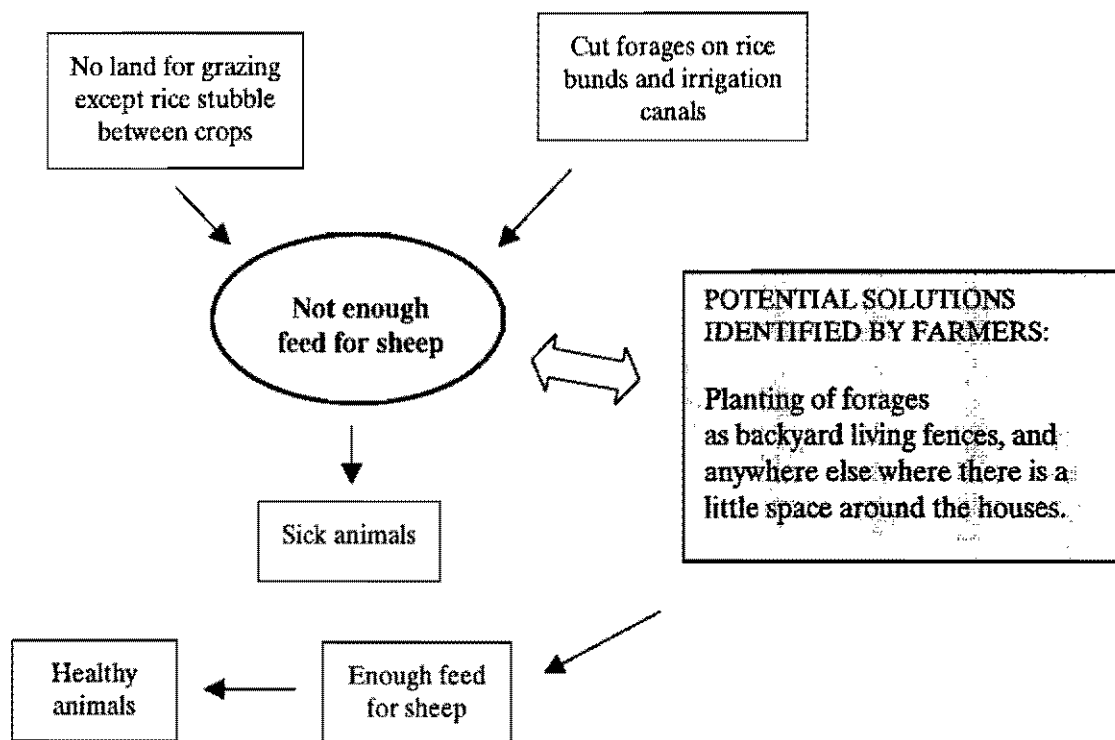 No land for grazing
except rice stubble
between crops
Cut forages on rice
bunds and irrigation
canals
Not enough
feed for sheep
POTENTIAL SOLUTIONS
IDENTIFIED BY FARMERS:
Planting of forages
as backyard living fences, and
anywhere else where there is a
little space around the houses.
Sick animals
Healthy
animals
Enough feed
for sheep